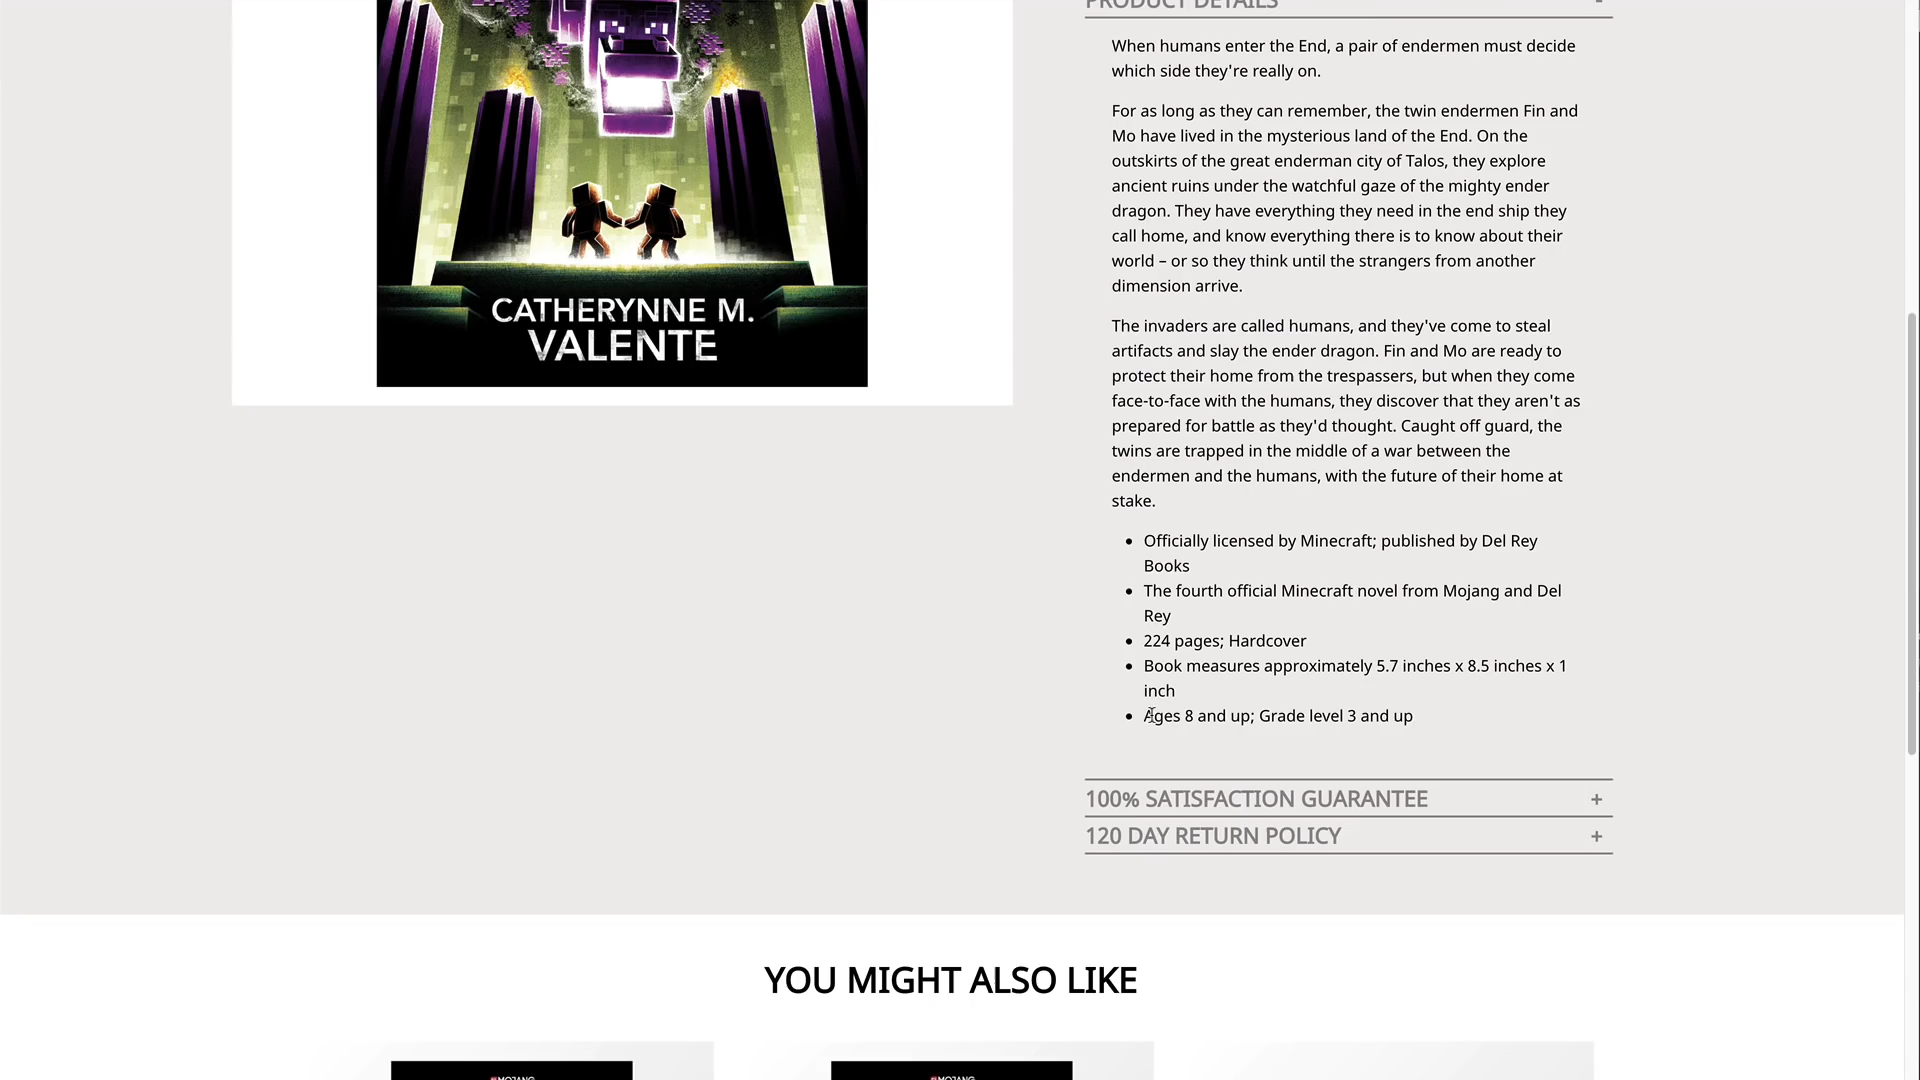 PRODUCT DETAILS -
When humans enter the End, a pair of endermen must decide
which side they're really on.
For as long as they can remember, the twin endermen Fin and
Mo have lived in the mysterious land of the End. On the
outskirts of the great enderman city of Talos, they explore
ancient ruins under the watchful gaze of the mighty ender
dragon. They have everything they need in the end ship they
call home, and know everything there is to know about their
world – or so they think until the strangers from another
dimension arrive.
The invaders are called humans, and they've come to steal
artifacts and slay the ender dragon. Fin and Mo are ready to
protect their home from the trespassers, but when they come
face-to-face with the humans, they discover that they aren't as
prepared for battle as they'd thought. Caught off guard, the
twins are trapped in the middle of a war between the
endermen and the humans, with the future of their home at
stake.
• Officially licensed by Minecraft; published by Del Rey
Books
• The fourth official Minecraft novel from Mojang and Del
Rey
• 224 pages; Hardcover
• Book measures approximately 5.7 inches x 8.5 inches x 1
inch
• Ages 8 and up; Grade level 3 and up
100% SATISFACTION GUARANTEE +
120 DAY RETURN POLICY +
CATHERYNNE M.
VALENTE
YOU MIGHT ALSO LIKE
MOJANG
MOJANG